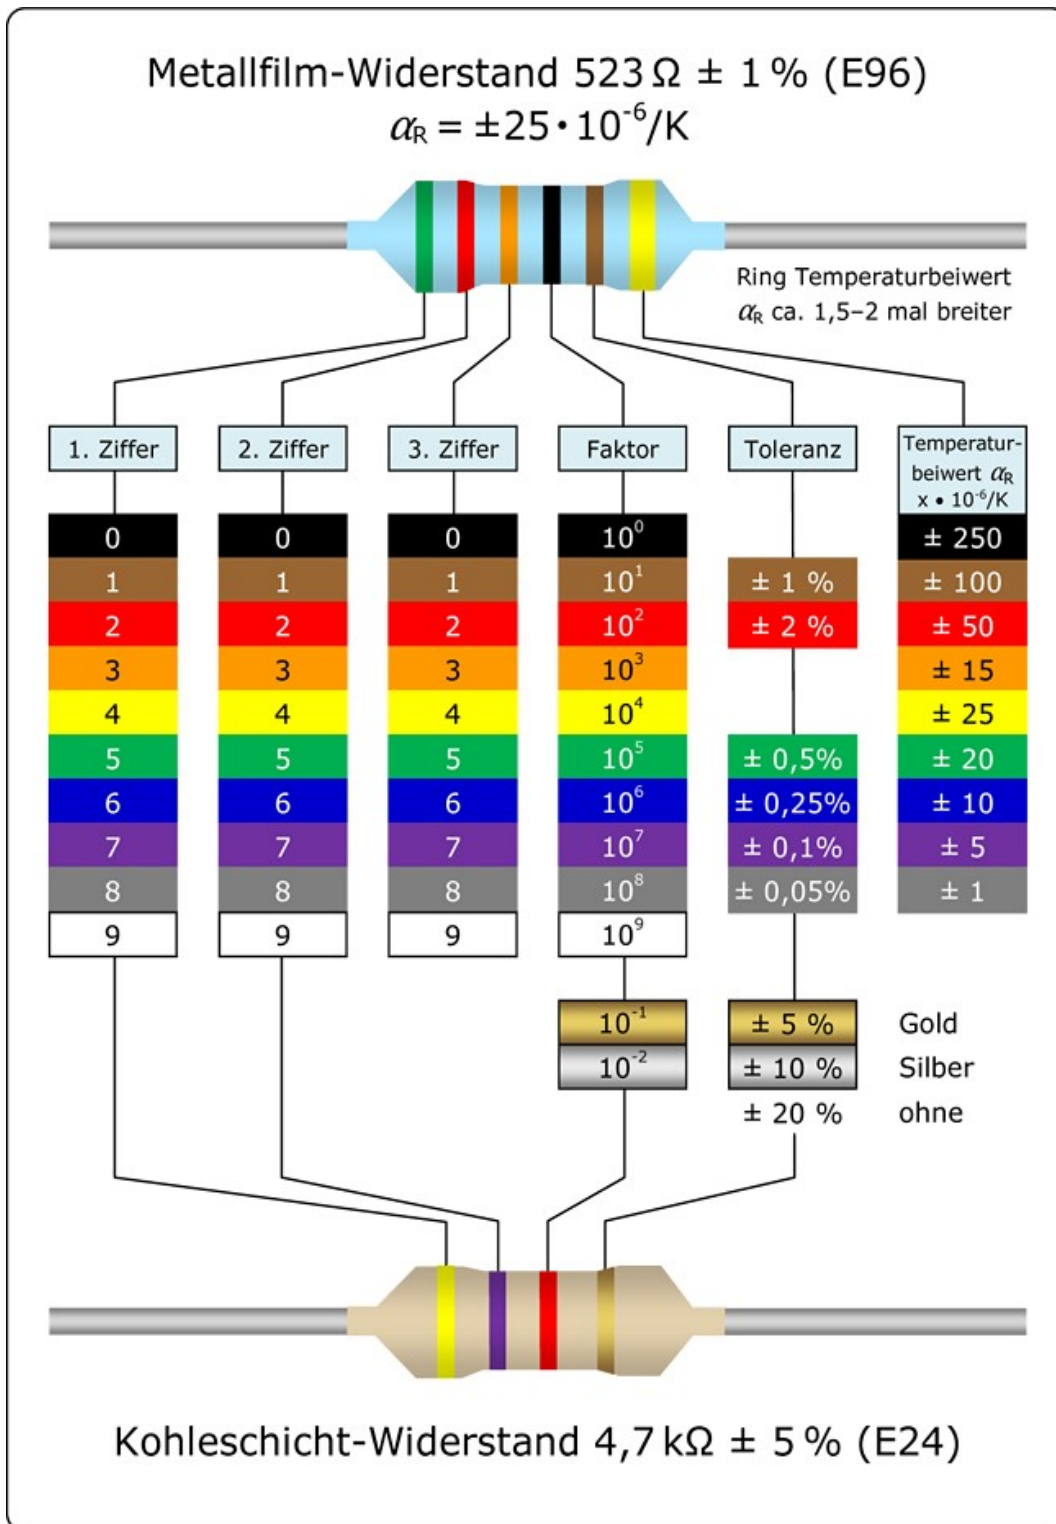 Metallfilm-Widerstand 523 Ω ± 1 % (E96)
αR = ±25 • 10⁻⁶/K
Ring Temperaturbeiwert
αR ca. 1,5–2 mal breiter
1. Ziffer 2. Ziffer 3. Ziffer Faktor Toleranz Temperatur-
beiwert αR
x • 10⁻⁶/K
0 0 0 10⁰ ± 250
1 1 1 10¹ ± 1 % ± 100
2 2 2 10² ± 2 % ± 50
3 3 3 10³ ± 15
4 4 4 10⁴ ± 25
5 5 5 10⁵ ± 0,5% ± 20
6 6 6 10⁶ ± 0,25% ± 10
7 7 7 10⁷ ± 0,1% ± 5
8 8 8 10⁸ ± 0,05% ± 1
9 9 9 10⁹
10⁻¹ ± 5 % Gold
10⁻² ± 10 % Silber
± 20 % ohne
Kohleschicht-Widerstand 4,7 kΩ ± 5 % (E24)